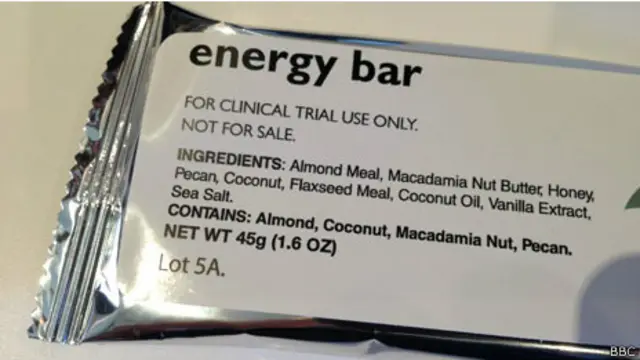 energy bar
FOR CLINICAL TRIAL USE ONLY.
NOT FOR SALE.
INGREDIENTS: Almond Meal, Macadamia Nut Butter, Honey,
Pecan, Coconut, Flaxseed Meal, Coconut Oil, Vanilla Extract,
Sea Salt.
CONTAINS: Almond, Coconut, Macadamia Nut, Pecan.
NET WT 45g (1.6 OZ)
Lot 5A.
BBC